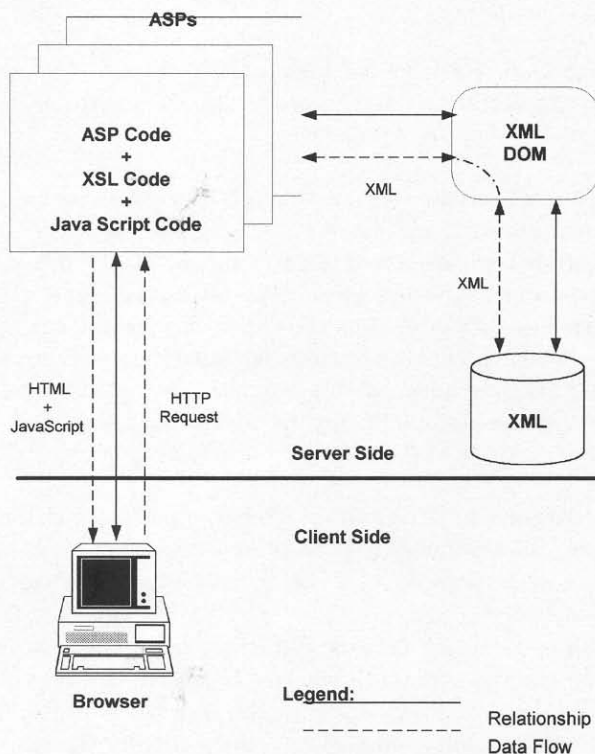 ASPs
ASP Code
+
XSL Code
+
Java Script Code
XML
DOM
XML
XML
HTML
+
JavaScript
HTTP
Request
XML
Server Side
Client Side
Browser
Legend:
Relationship
Data Flow